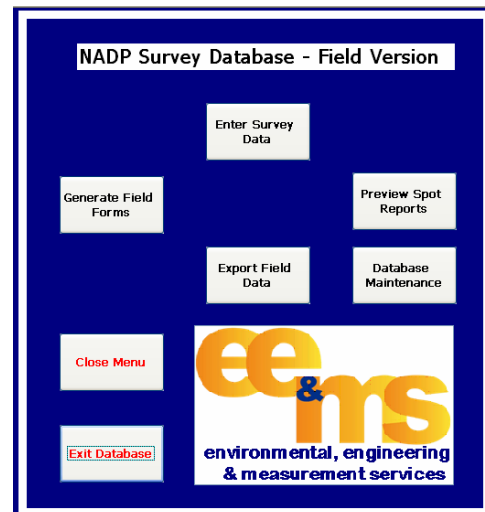 NADP Survey Database - Field Version
Enter Survey
Data
Generate Field
Forms
Preview Spot
Reports
Export Field
Data
Database
Maintenance
Close Menu
Exit Database
ee
&
ms
environmental, engineering
& measurement services